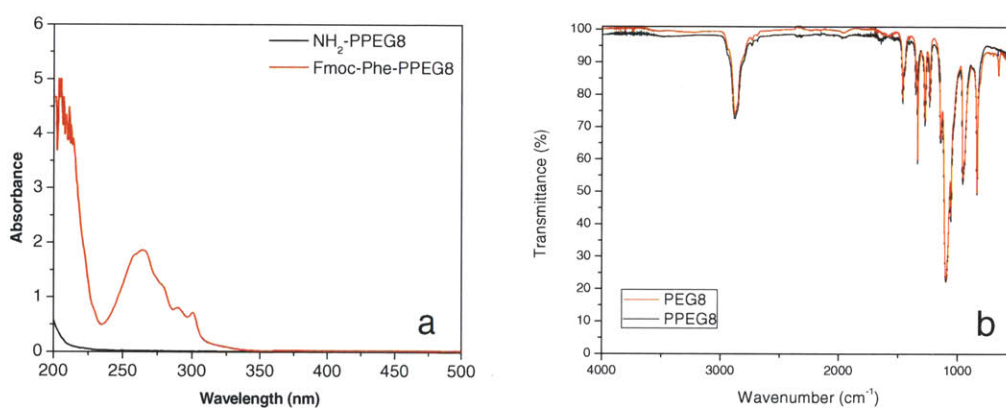 6
5
4
3
2
1
0
200 250 300 350 400 450 500
Absorbance
Wavelength (nm)
NH₂-PPEG8
Fmoc-Phe-PPEG8
a
100
90
80
70
60
50
40
30
20
10
0
4000 3000 2000 1000
Transmittance (%)
Wavenumber (cm⁻¹)
PEG8
PPEG8
b